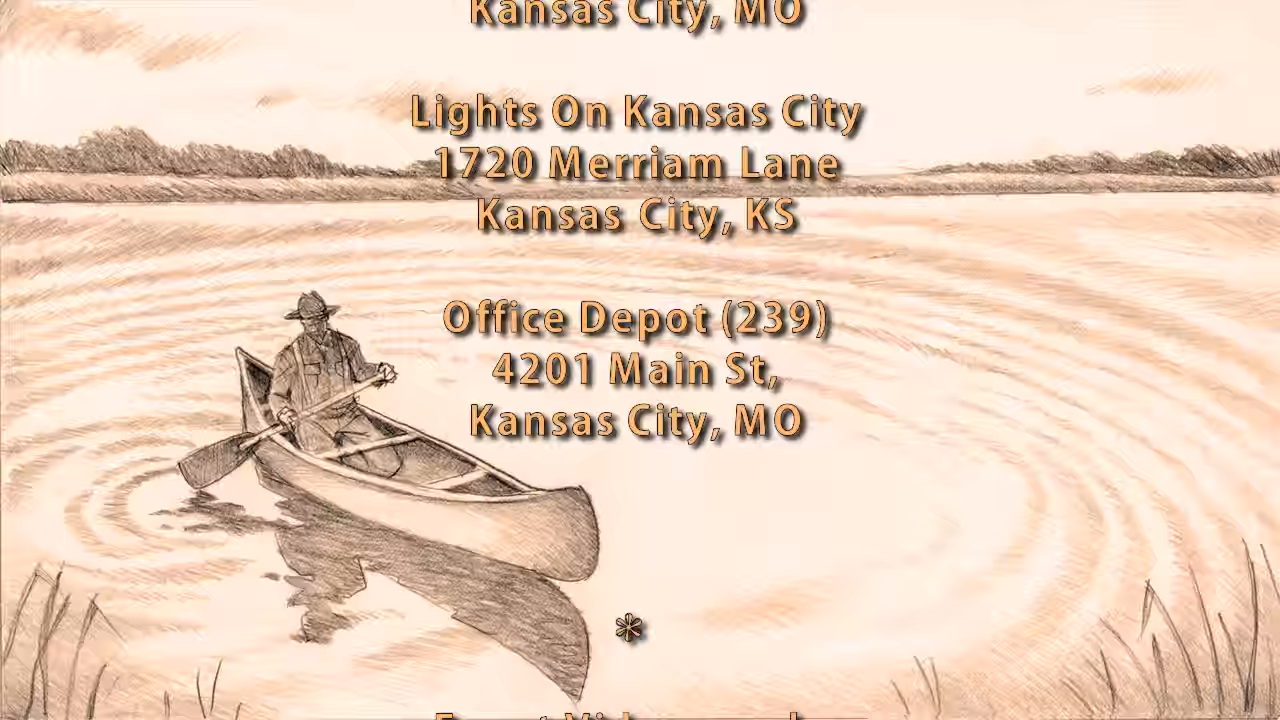 Kansas City, MO
Lights On Kansas City
1720 Merriam Lane
Kansas City, KS
Office Depot (239)
4201 Main St,
Kansas City, MO
*